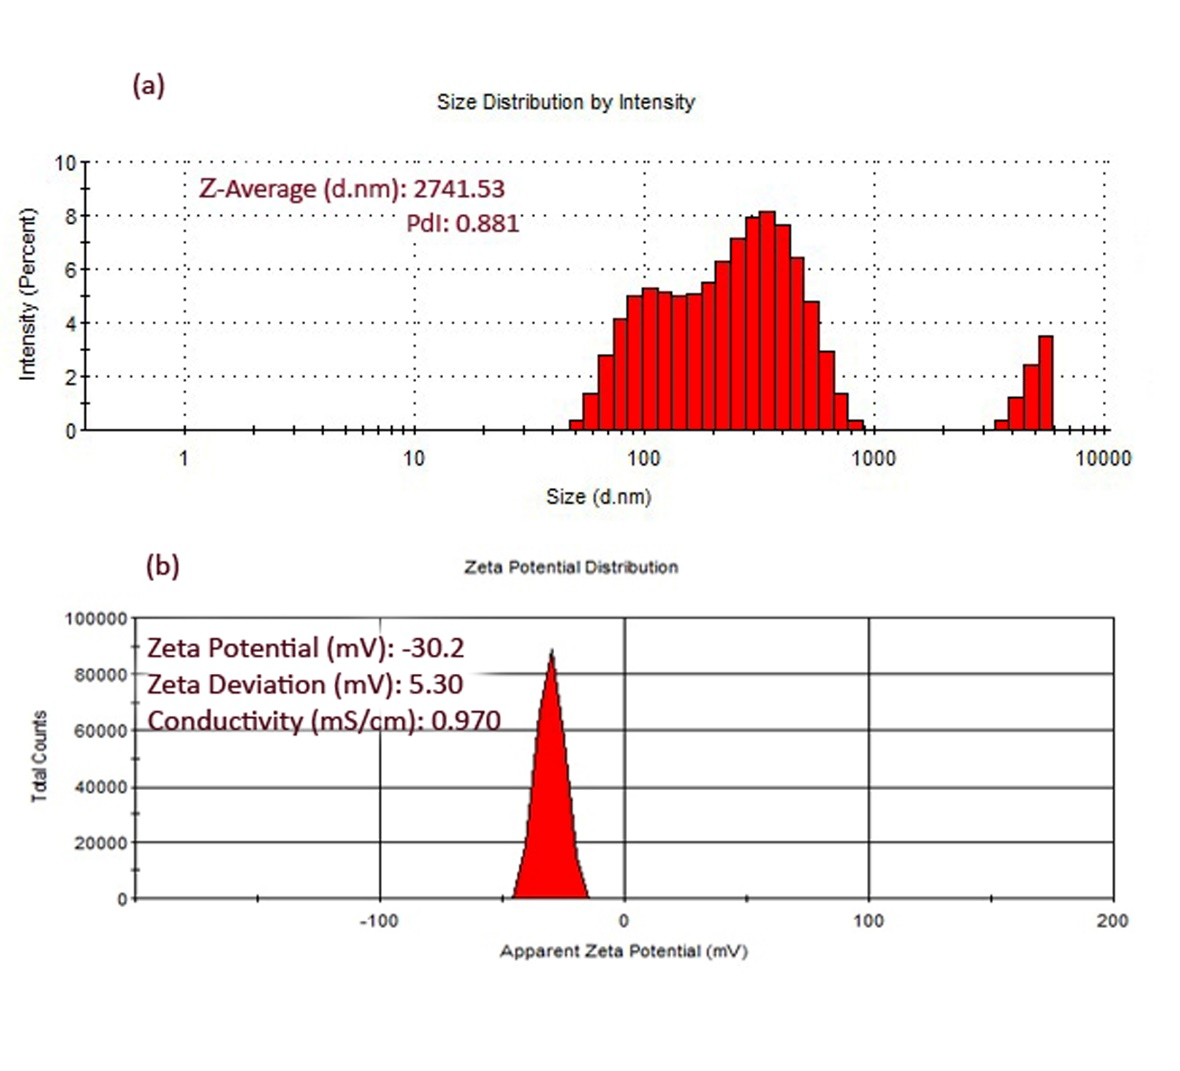 (a)
Size Distribution by Intensity
Z-Average (d.nm): 2741.53
PdI: 0.881
Intensity (Percent)
10
8
6
4
2
0
1 10 100 1000 10000
Size (d.nm)
(b)
Zeta Potential Distribution
Zeta Potential (mV): -30.2
Zeta Deviation (mV): 5.30
Conductivity (mS/cm): 0.970
Total Counts
100000
80000
60000
40000
20000
0
-100 0 100 200
Apparent Zeta Potential (mV)